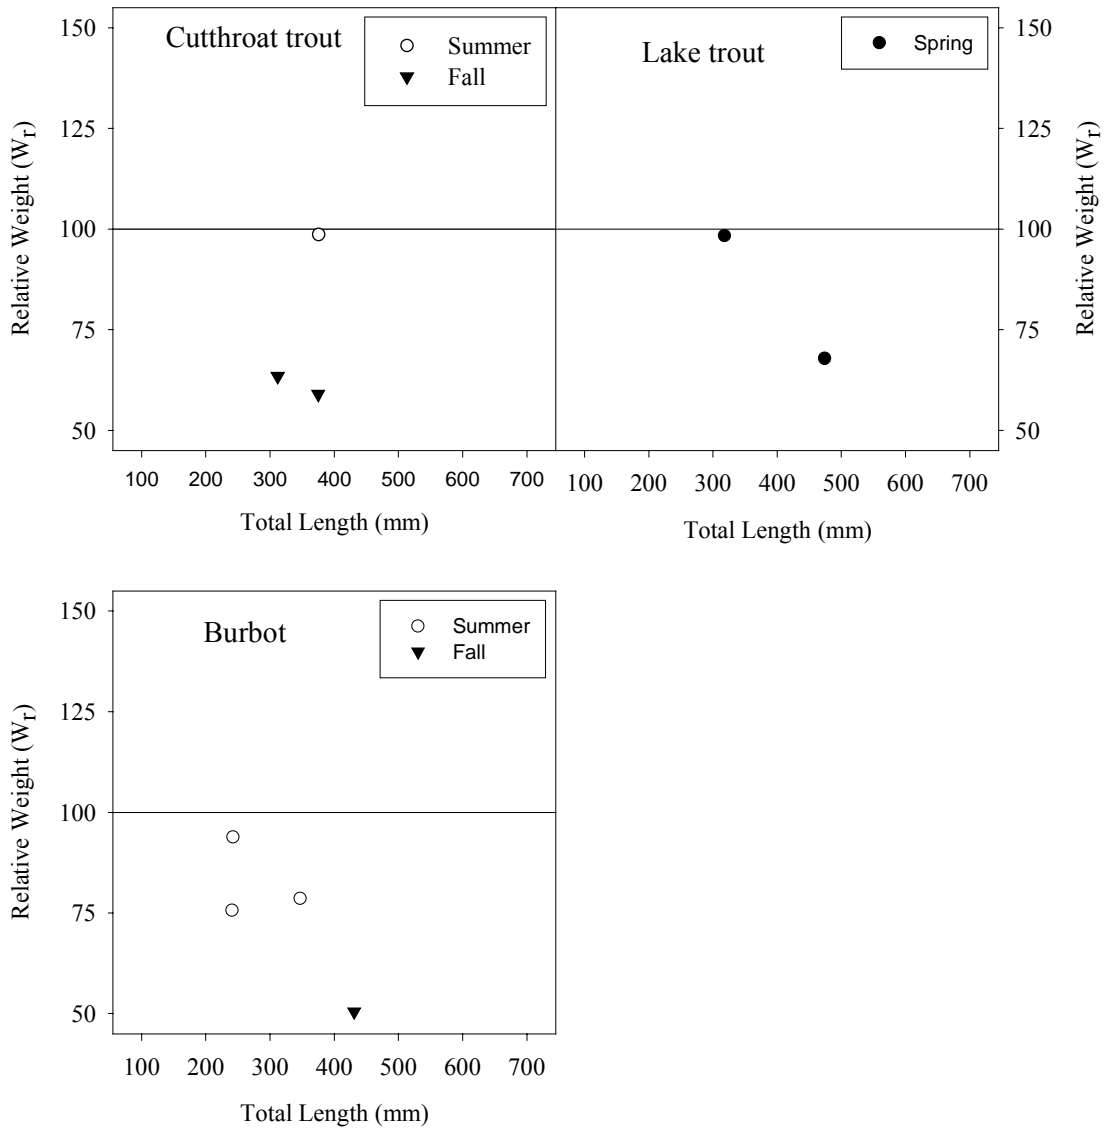 Cutthroat trout
Summer
Fall
150
125
100
75
50
Relative Weight (Wr)
100 200 300 400 500 600 700
Total Length (mm)
Lake trout
Spring
150
125
100
75
50
Relative Weight (Wr)
100 200 300 400 500 600 700
Total Length (mm)
Burbot
Summer
Fall
150
125
100
75
50
Relative Weight (Wr)
100 200 300 400 500 600 700
Total Length (mm)